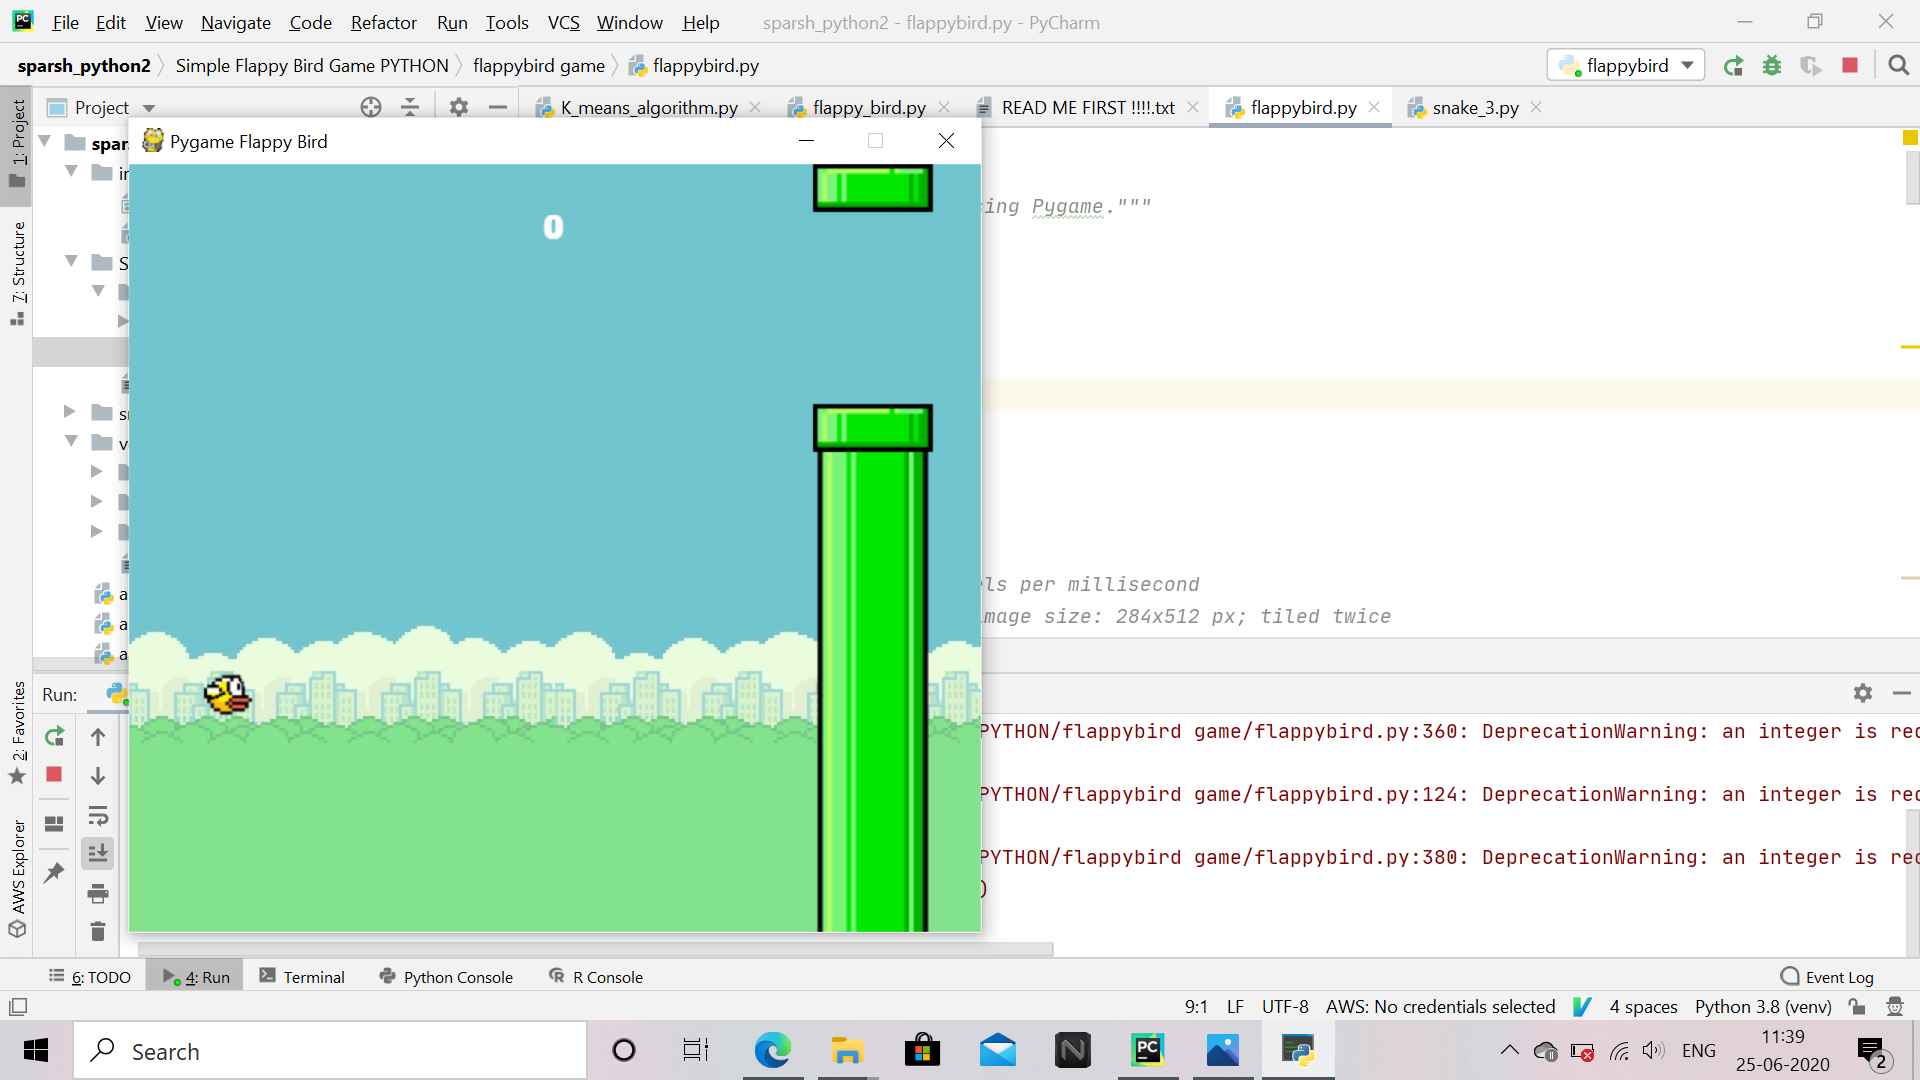 File Edit View Navigate Code Refactor Run Tools VCS Window Help sparsh_python2 - flappybird.py - PyCharm
sparsh_python2 Simple Flappy Bird Game PYTHON flappybird game flappybird.py flappybird
1: Project
7: Structure
2: Favorites
AWS Explorer
Project K_means_algorithm.py flappy_bird.py READ ME FIRST !!!!.txt flappybird.py snake_3.py
Pygame Flappy Bird
0
spar
in
S
sn
v
a
a
a
ing Pygame."""
ls per millisecond
mage size: 284x512 px; tiled twice
Run:
PYTHON/flappybird game/flappybird.py:360: DeprecationWarning: an integer is rec
PYTHON/flappybird game/flappybird.py:124: DeprecationWarning: an integer is rec
PYTHON/flappybird game/flappybird.py:380: DeprecationWarning: an integer is rec
)
6: TODO 4: Run Terminal Python Console R Console Event Log
9:1 LF UTF-8 AWS: No credentials selected 4 spaces Python 3.8 (venv)
Search PC N ENG 11:39
25-06-2020 2